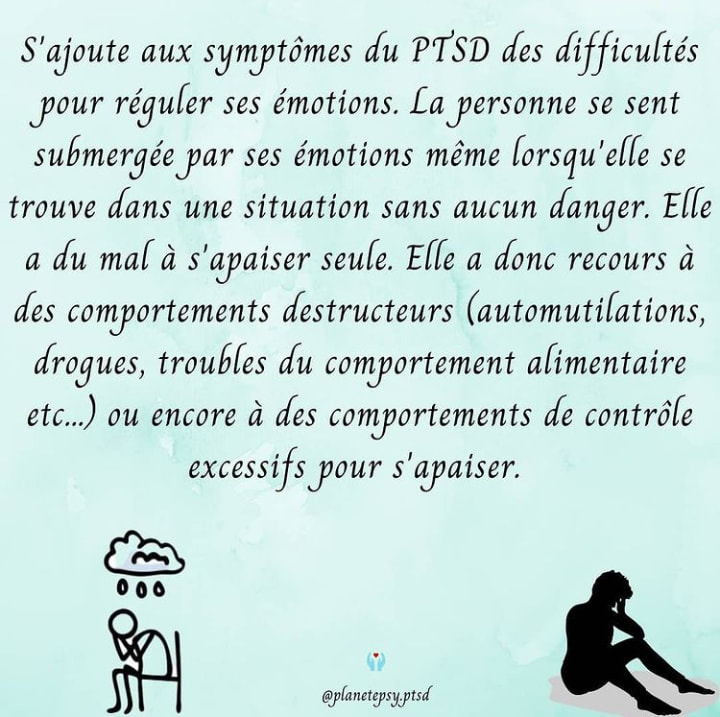 S'ajoute aux symptômes du PTSD des difficultés
pour réguler ses émotions. La personne se sent
submergée par ses émotions même lorsqu'elle se
trouve dans une situation sans aucun danger. Elle
a du mal à s'apaiser seule. Elle a donc recours à
des comportements destructeurs (automutilations,
drogues, troubles du comportement alimentaire
etc...) ou encore à des comportements de contrôle
excessifs pour s'apaiser.
@planetepsy.ptsd